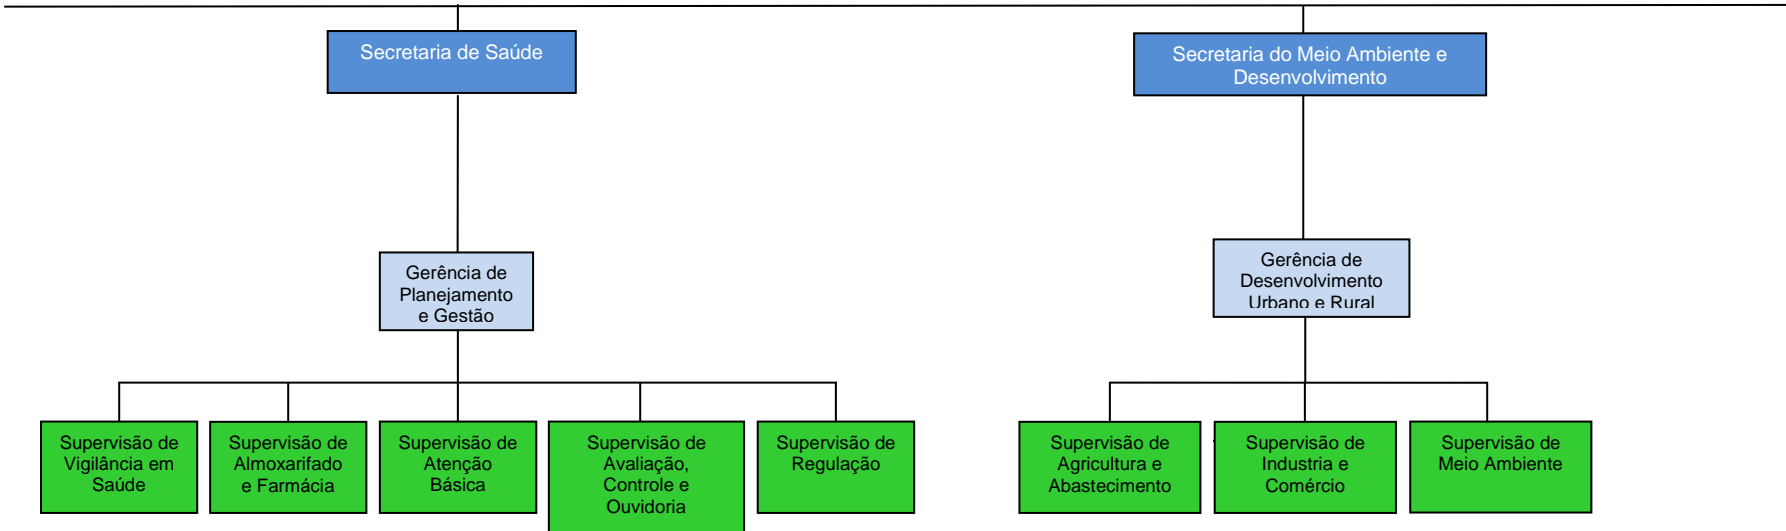 Secretaria de Saúde
Secretaria do Meio Ambiente e
Desenvolvimento
Gerência de
Planejamento
e Gestão
Gerência de
Desenvolvimento
Urbano e Rural
Supervisão de
Vigilância em
Saúde
Supervisão de
Almoxarifado
e Farmácia
Supervisão de
Atenção
Básica
Supervisão de
Avaliação,
Controle e
Ouvidoria
Supervisão de
Regulação
Supervisão de
Agricultura e
Abastecimento
Supervisão de
Industria e
Comércio
Supervisão de
Meio Ambiente